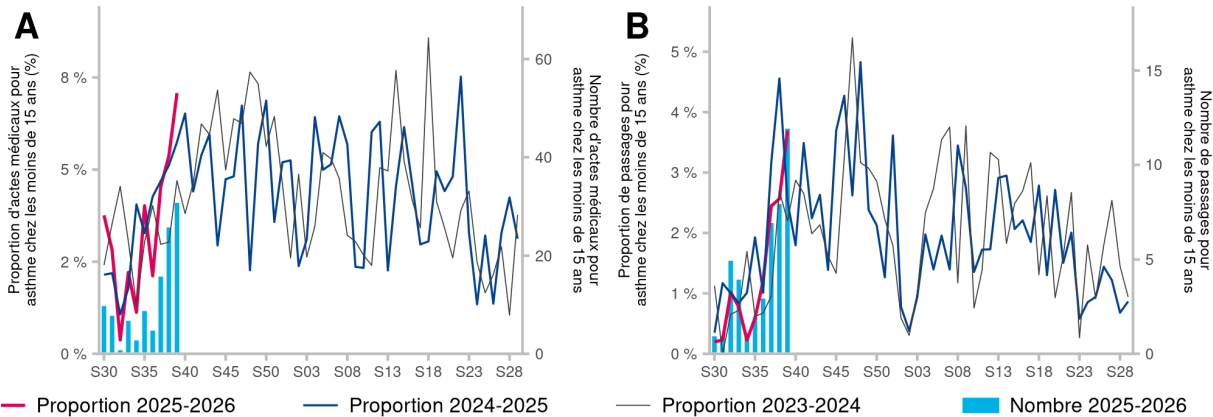 A
Proportion d'actes médicaux pour
asthme chez les moins de 15 ans (%)
8 %
5 %
2 %
0 %
60
40
20
0
Nombre d'actes médicaux pour
asthme chez les moins de 15 ans
S30 S35 S40 S45 S50 S03 S08 S13 S18 S23 S28
B
Proportion de passages pour
asthme chez les moins de 15 ans (%)
5 %
4 %
3 %
2 %
1 %
0 %
15
10
5
0
Nombre de passages pour
asthme chez les moins de 15 ans
S30 S35 S40 S45 S50 S03 S08 S13 S18 S23 S28
Proportion 2025-2026 Proportion 2024-2025 Proportion 2023-2024 Nombre 2025-2026